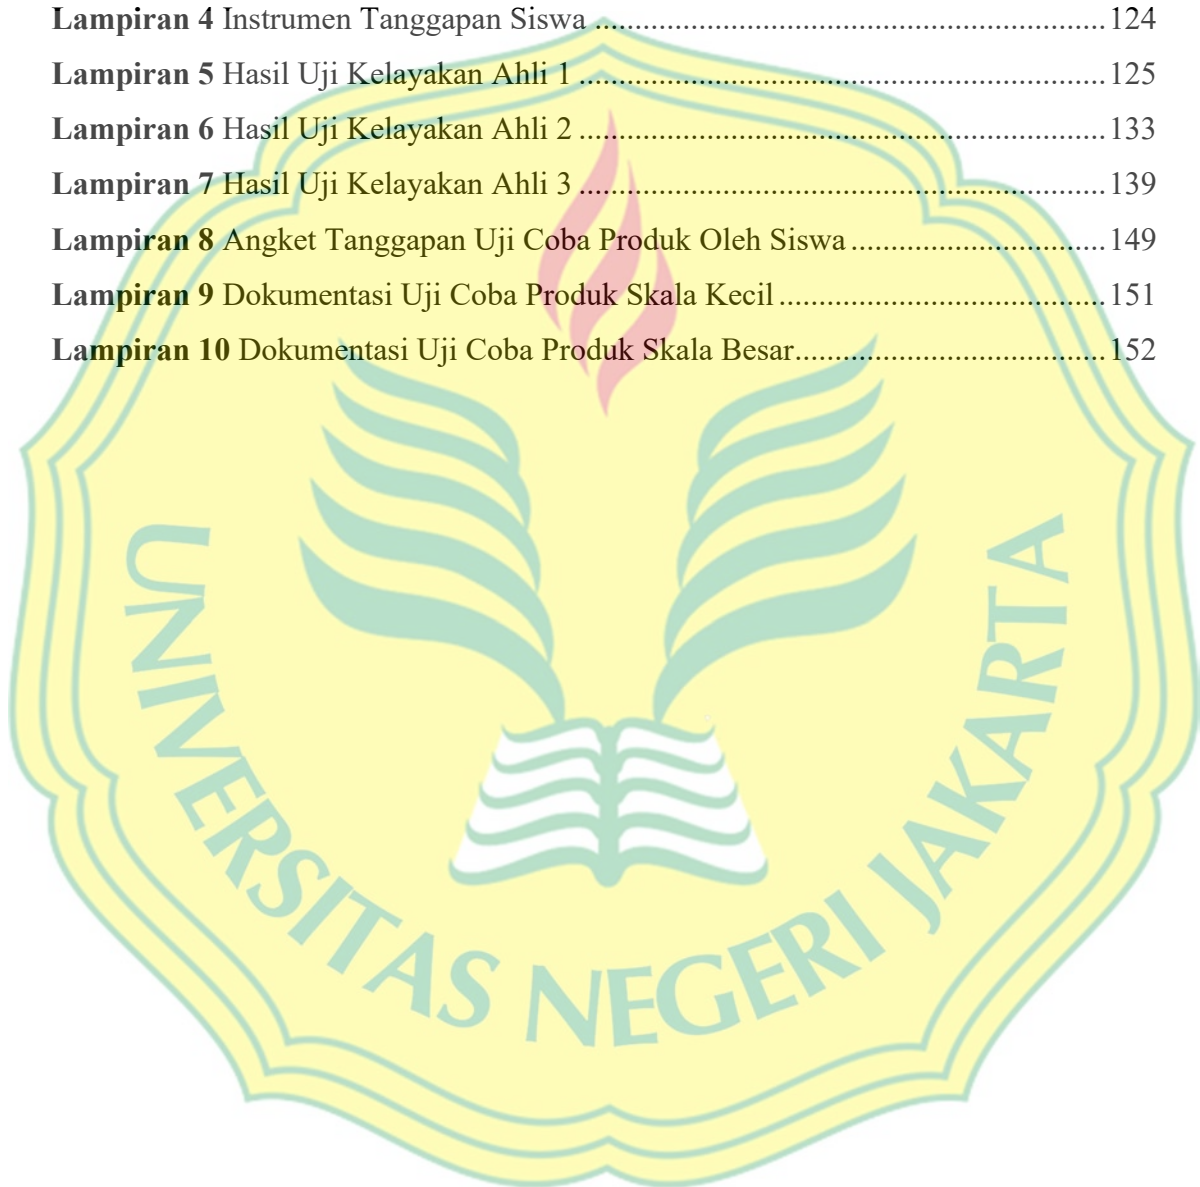 Lampiran 4 Instrumen Tanggapan Siswa ................................................................ 124
Lampiran 5 Hasil Uji Kelayakan Ahli 1 .................................................................. 125
Lampiran 6 Hasil Uji Kelayakan Ahli 2 .................................................................. 133
Lampiran 7 Hasil Uji Kelayakan Ahli 3 .................................................................. 139
Lampiran 8 Angket Tanggapan Uji Coba Produk Oleh Siswa ................................ 149
Lampiran 9 Dokumentasi Uji Coba Produk Skala Kecil ......................................... 151
Lampiran 10 Dokumentasi Uji Coba Produk Skala Besar....................................... 152
UNIVERSITAS NEGERI JAKARTA